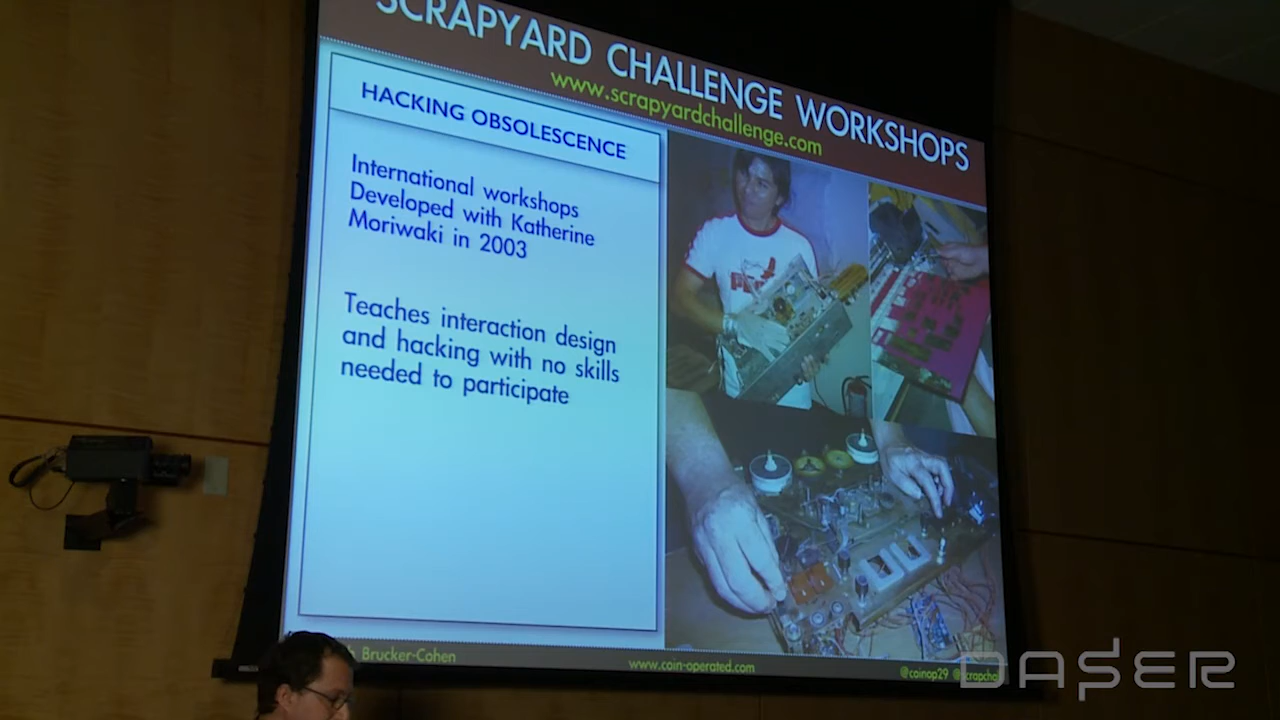 SCRAPYARD CHALLENGE WORKSHOPS
www.scrapyardchallenge.com
HACKING OBSOLESCENCE
International workshops
Developed with Katherine
Moriwaki in 2003
Teaches interaction design
and hacking with no skills
needed to participate
Brucker-Cohen
www.coin-operated.com
@coinop29
DASER